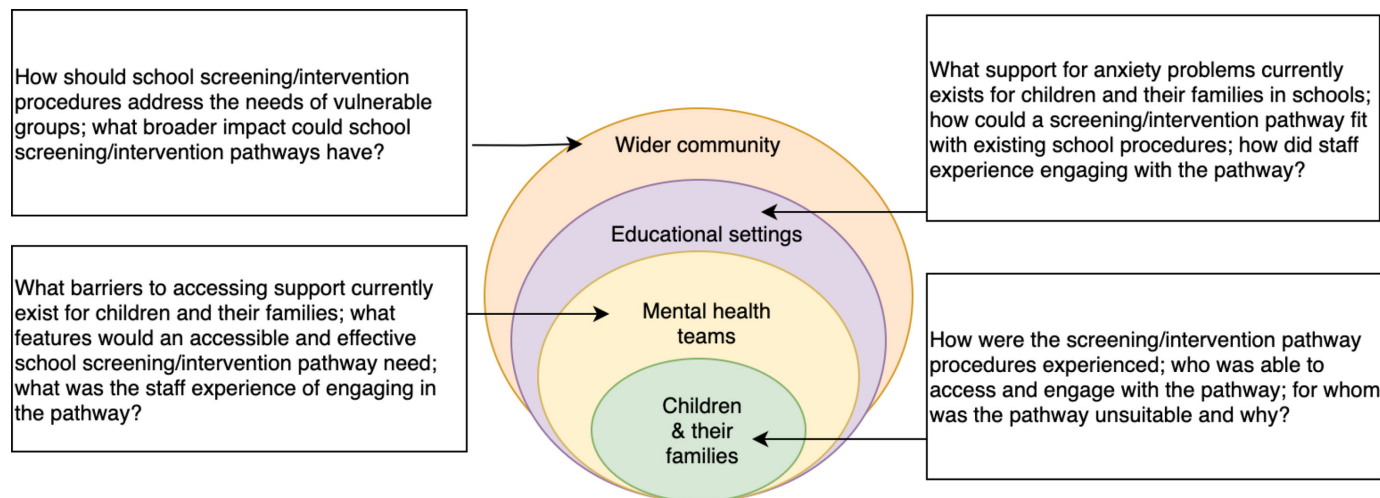 How should school screening/intervention
procedures address the needs of vulnerable
groups; what broader impact could school
screening/intervention pathways have?
What support for anxiety problems currently
exists for children and their families in schools;
how could a screening/intervention pathway fit
with existing school procedures; how did staff
experience engaging with the pathway?
Wider community
Educational settings
What barriers to accessing support currently
exist for children and their families; what
features would an accessible and effective
school screening/intervention pathway need;
what was the staff experience of engaging in
the pathway?
Mental health
teams
How were the screening/intervention pathway
procedures experienced; who was able to
access and engage with the pathway; for whom
was the pathway unsuitable and why?
Children
& their
families